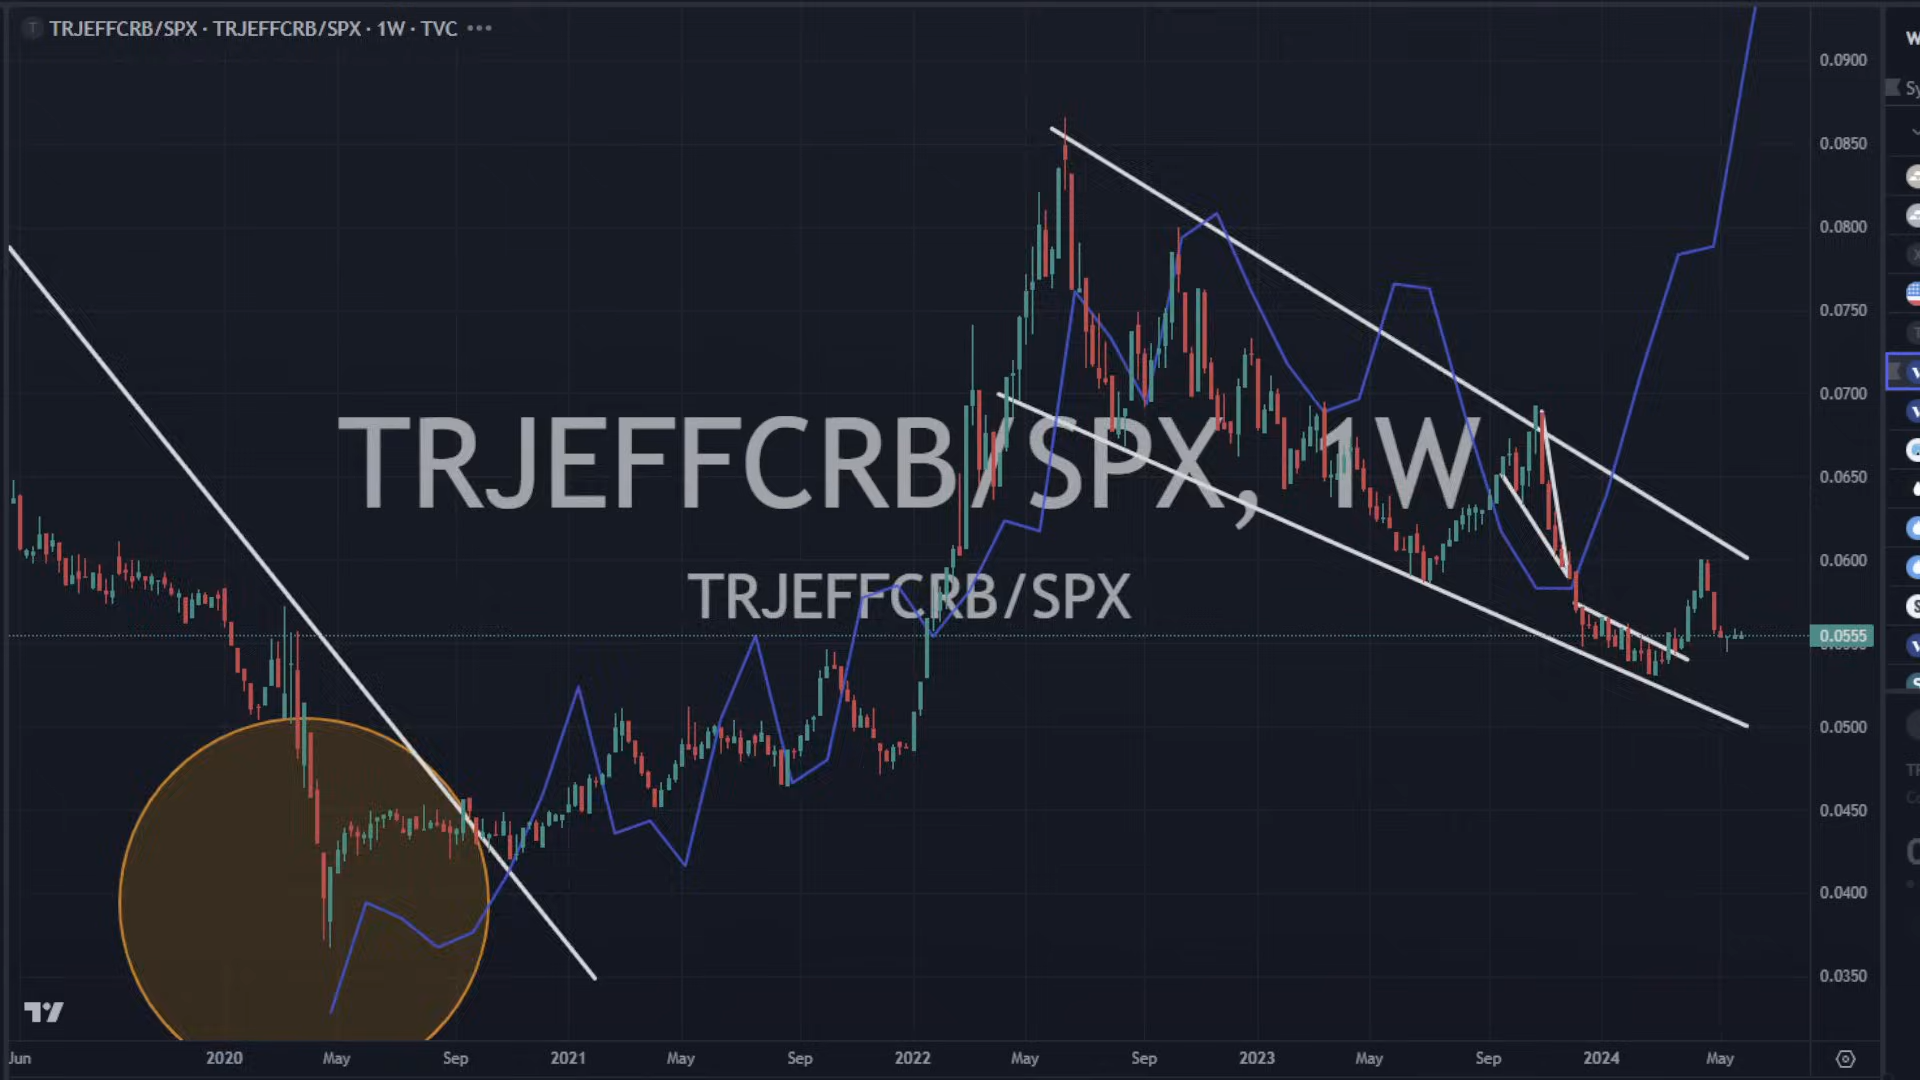 TRJEFFCRB/SPX · TRJEFFCRB/SPX · 1W · TVC
TRJEFFCRB/SPX, 1W
TRJEFFCRB/SPX
0.0900
0.0850
0.0800
0.0750
0.0700
0.0650
0.0600
0.0555
0.0500
0.0450
0.0400
0.0350
Jun 2020 May Sep 2021 May Sep 2022 May Sep 2023 May Sep 2024 May
W
Sy